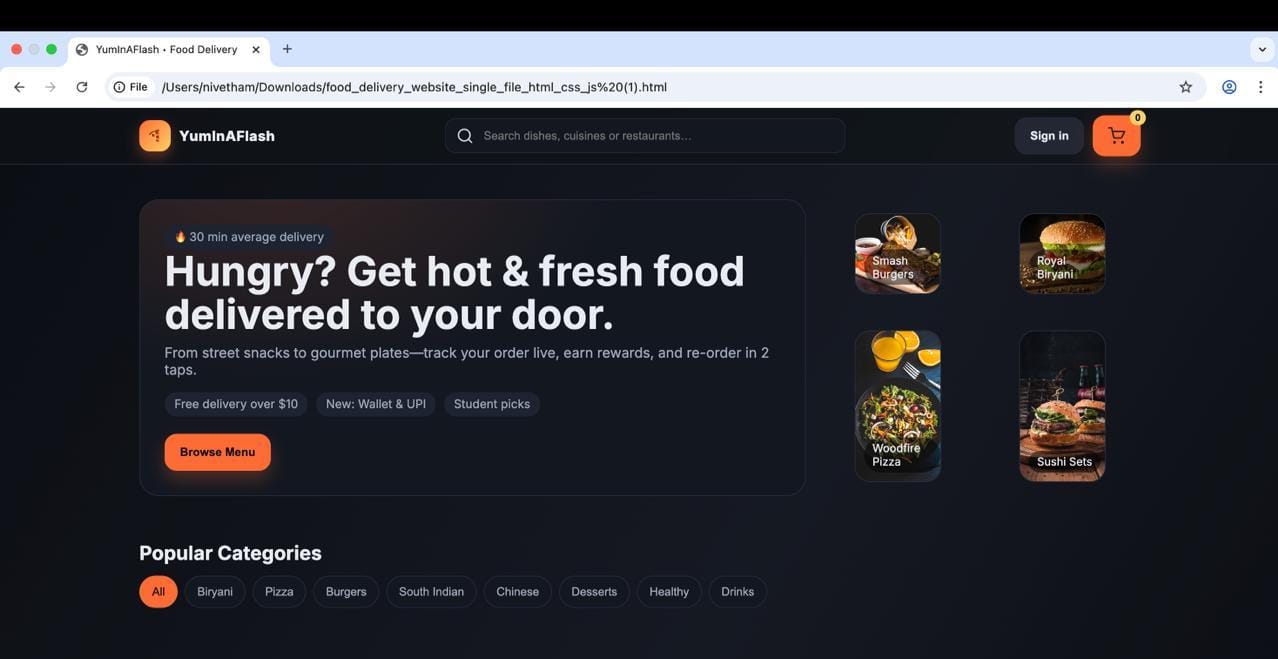 YumInAFlash • Food Delivery
File
/Users/nivetham/Downloads/food_delivery_website_single_file_html_css_js%20(1).html
YumInAFlash
Search dishes, cuisines or restaurants…
Sign in
0
🔥 30 min average delivery
Hungry? Get hot & fresh food
delivered to your door.
From street snacks to gourmet plates—track your order live, earn rewards, and re-order in 2
taps.
Free delivery over $10
New: Wallet & UPI
Student picks
Browse Menu
Smash
Burgers
Royal
Biryani
Woodfire
Pizza
Sushi Sets
Popular Categories
All
Biryani
Pizza
Burgers
South Indian
Chinese
Desserts
Healthy
Drinks